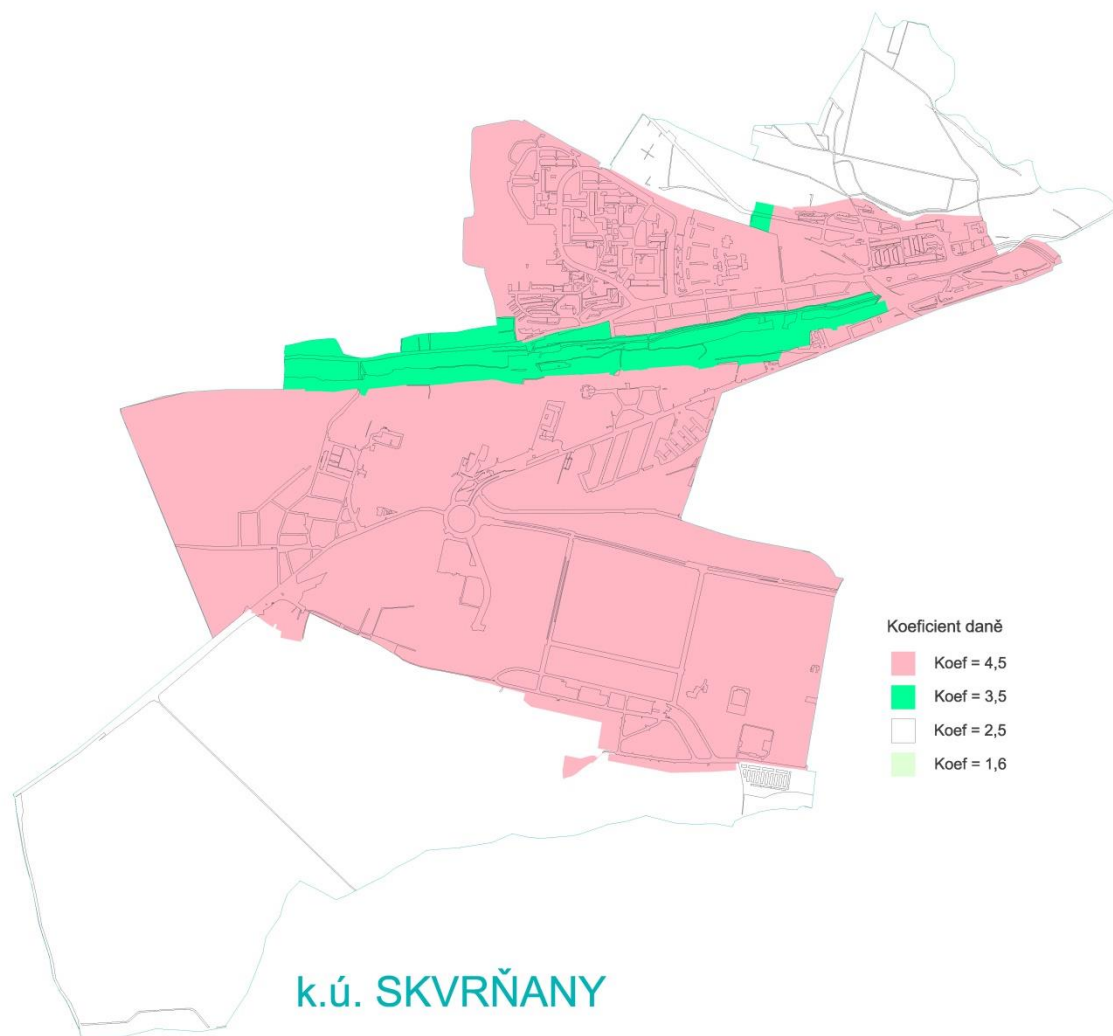 Koeficient daně
Koef = 4,5
Koef = 3,5
Koef = 2,5
Koef = 1,6
k.ú. SKVRŇANY